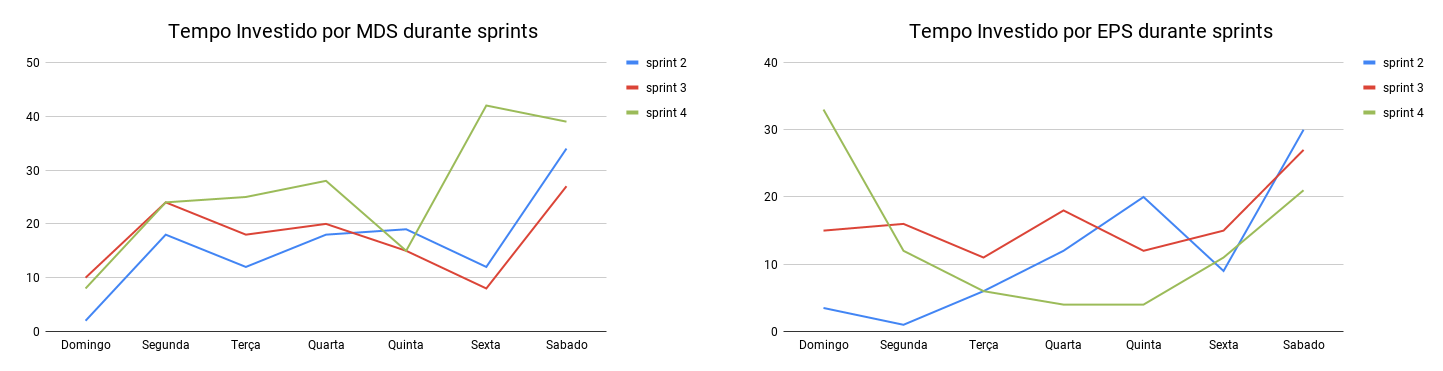 Tempo Investido por MDS durante sprints
50
40
30
20
10
0
Domingo Segunda Terça Quarta Quinta Sexta Sabado
sprint 2
sprint 3
sprint 4
Tempo Investido por EPS durante sprints
40
30
20
10
0
Domingo Segunda Terça Quarta Quinta Sexta Sabado
sprint 2
sprint 3
sprint 4